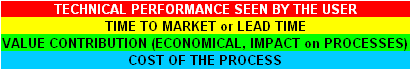 TECHNICAL PERFORMANCE SEEN BY THE USER
TIME TO MARKET or LEAD TIME
VALUE CONTRIBUTION (ECONOMICAL, IMPACT on PROCESSES)
COST OF THE PROCESS